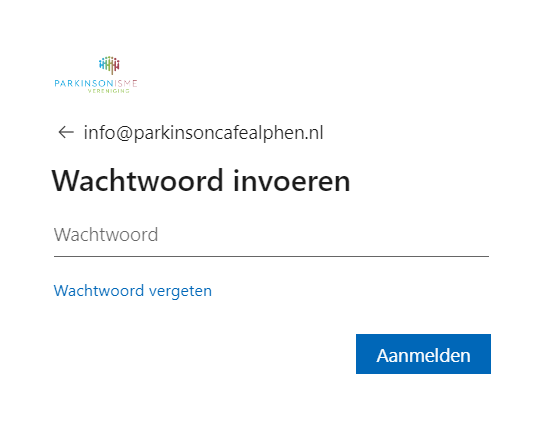 PARKINSONISME
VERENIGING
← info@parkinsoncafealphen.nl
Wachtwoord invoeren
Wachtwoord
Wachtwoord vergeten
Aanmelden